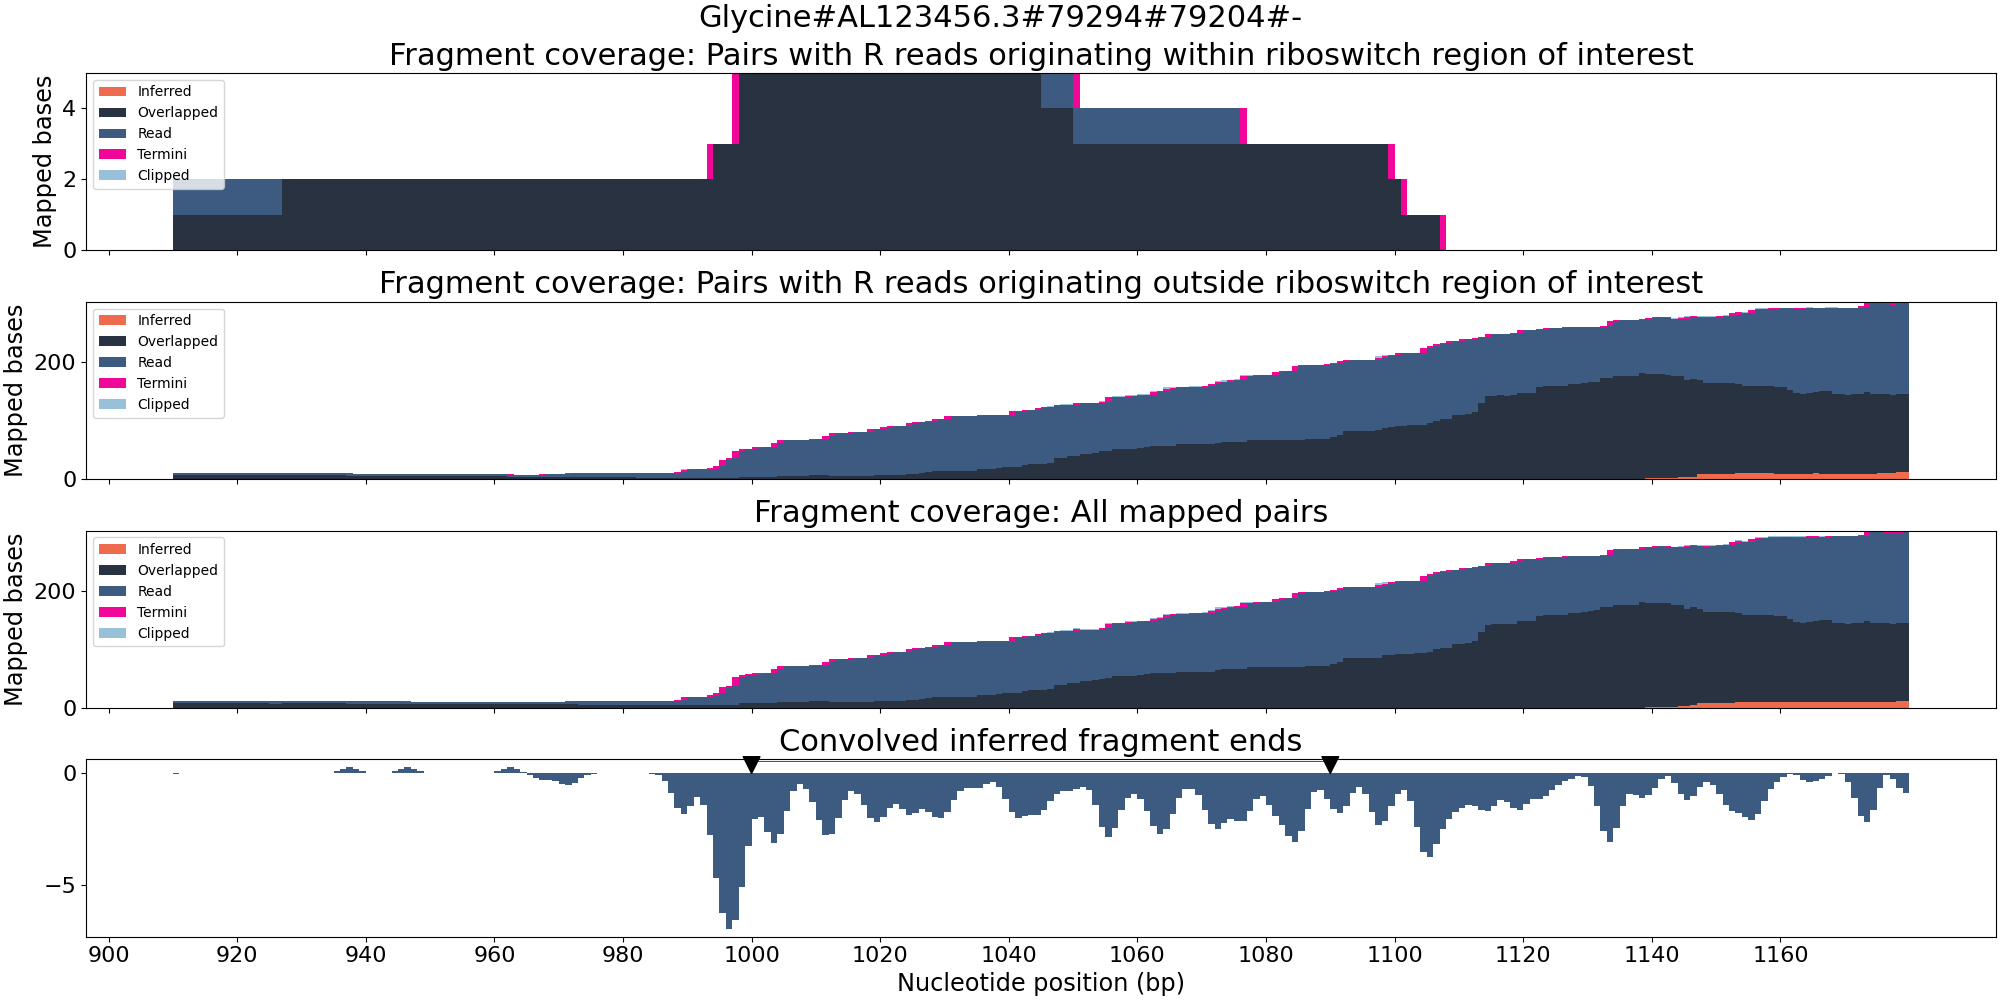 Glycine#AL123456.3#79294#79204#-
Fragment coverage: Pairs with R reads originating within riboswitch region of interest
Mapped bases
4
2
0
Inferred
Overlapped
Read
Termini
Clipped
Fragment coverage: Pairs with R reads originating outside riboswitch region of interest
Mapped bases
200
0
Inferred
Overlapped
Read
Termini
Clipped
Fragment coverage: All mapped pairs
Mapped bases
200
0
Inferred
Overlapped
Read
Termini
Clipped
Convolved inferred fragment ends
0
−5
900 920 940 960 980 1000 1020 1040 1060 1080 1100 1120 1140 1160
Nucleotide position (bp)